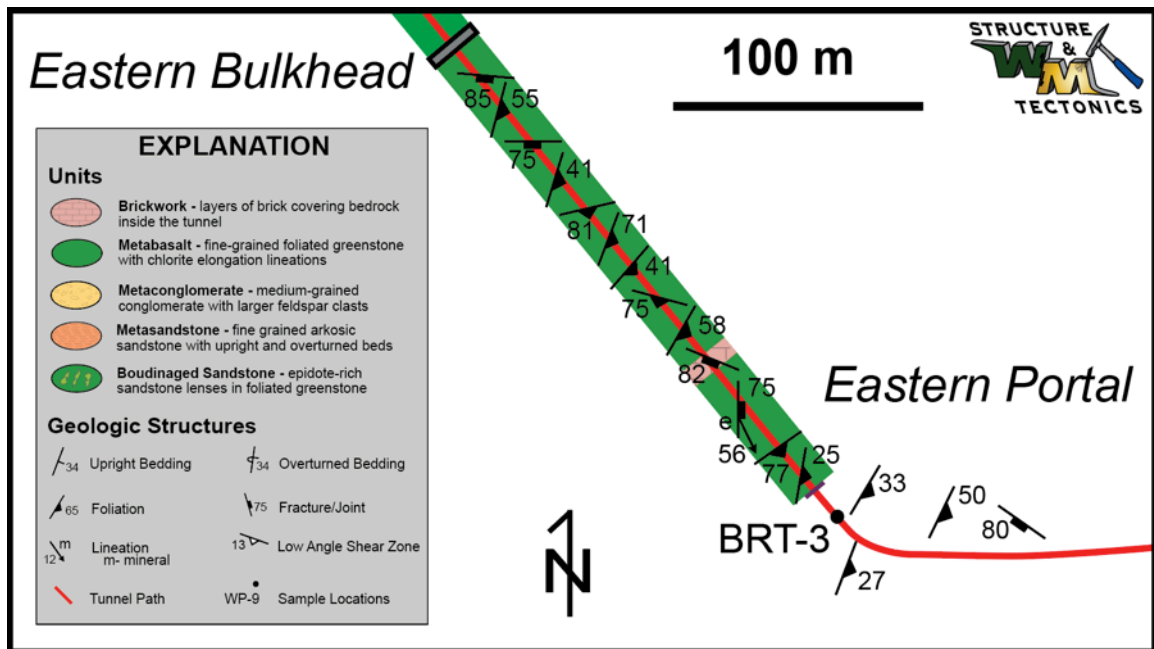 Eastern Bulkhead
100 m
STRUCTURE
&
WM
TECTONICS
EXPLANATION
Units
Brickwork - layers of brick covering bedrock
inside the tunnel
Metabasalt - fine-grained foliated greenstone
with chlorite elongation lineations
Metaconglomerate - medium-grained
conglomerate with larger feldspar clasts
Metasandstone - fine grained arkosic
sandstone with upright and overturned beds
Boudinaged Sandstone - epidote-rich
sandstone lenses in foliated greenstone
Geologic Structures
34 Upright Bedding
34 Overturned Bedding
65 Foliation
75 Fracture/Joint
12 m Lineation
m- mineral
13 Low Angle Shear Zone
Tunnel Path
WP-9 Sample Locations
85 55
75
41
81 71
41
75
58
82
75
e
56
77 25
Eastern Portal
33
50
80
BRT-3
27
N